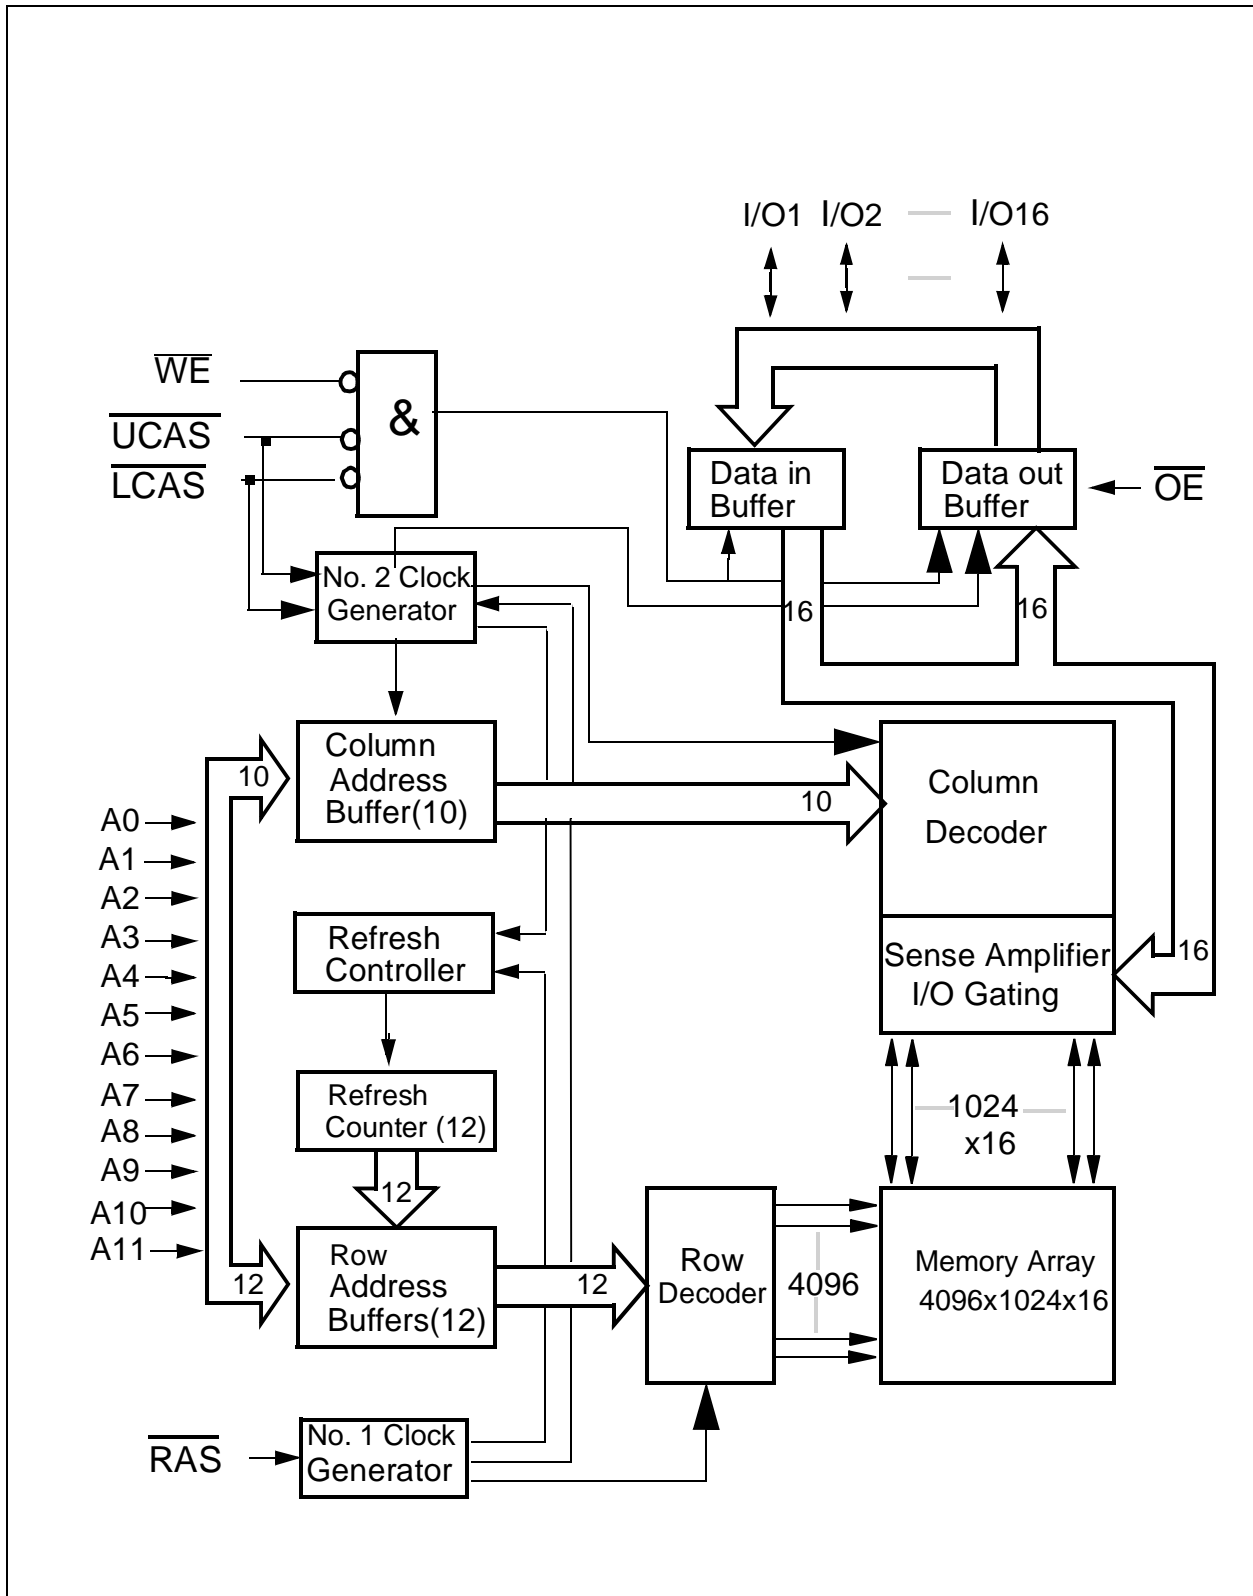 I/O1 I/O2 I/O16
WE
UCAS
LCAS
&
Data in
Buffer
Data out
Buffer
OE
No. 2 Clock
Generator
16
16
Column
Address
Buffer(10)
10
10
Column
Decoder
A0
A1
A2
A3
A4
A5
A6
A7
A8
A9
A10
A11
Refresh
Controller
Sense Amplifier
I/O Gating
16
Refresh
Counter (12)
1024
x16
12
Row
Address
Buffers(12)
12
12
Row
Decoder
4096
Memory Array
4096x1024x16
RAS
No. 1 Clock
Generator